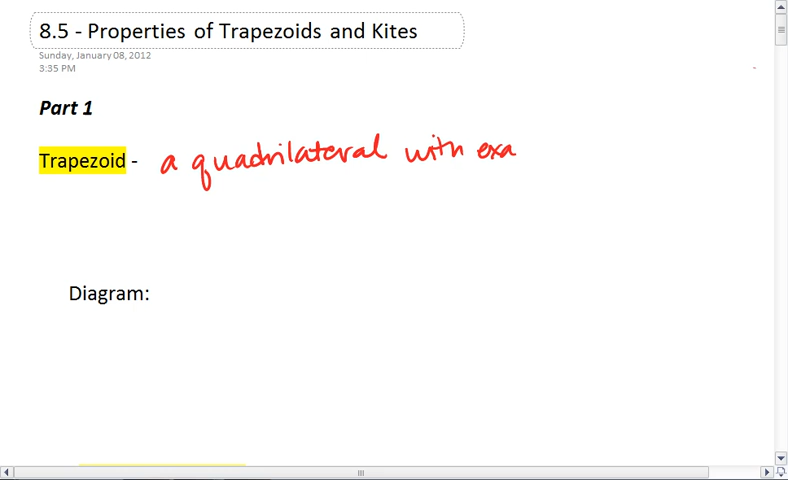 8.5 - Properties of Trapezoids and Kites
Sunday, January 08, 2012
3:35 PM
Part 1
Trapezoid - a quadrilateral with exa
Diagram: